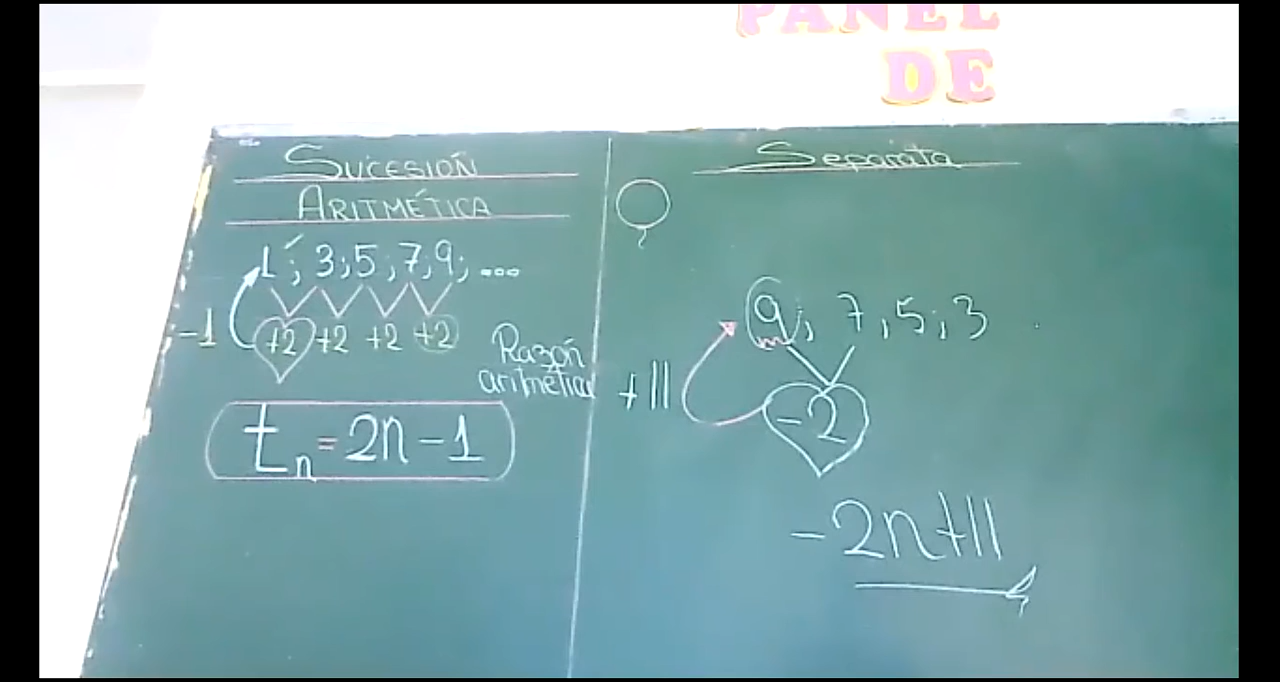 PANEL
DE
SUCESIÓN
ARITMÉTICA
1; 3; 5; 7; 9; ...
-1
+2 +2 +2 +2
Razón
aritmética
tn = 2n - 1
Separata
9; 7; 5; 3
+11
-2
-2n+11